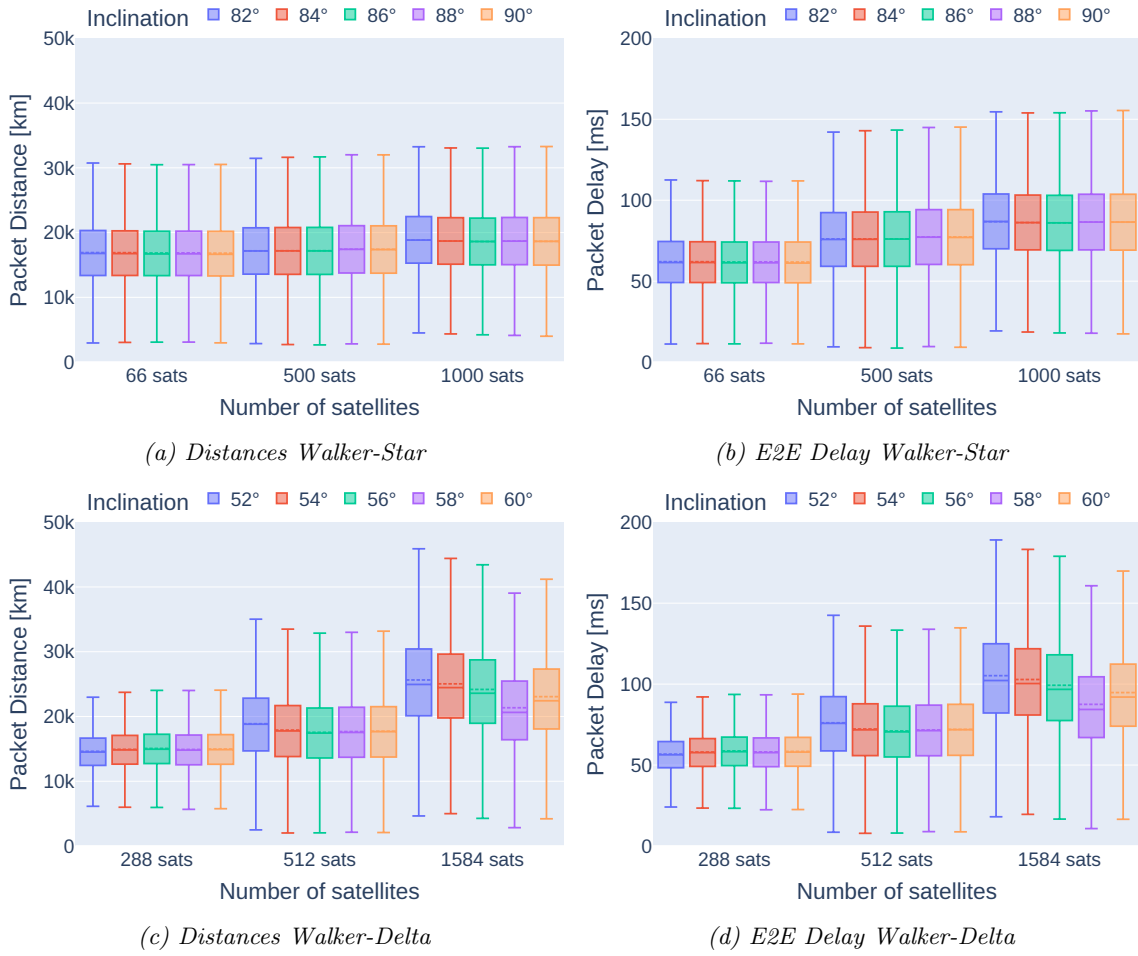 Inclination 82° 84° 86° 88° 90°
50k
40k
30k
20k
10k
0
Packet Distance [km]
66 sats 500 sats 1000 sats
Number of satellites
(a) Distances Walker-Star
Inclination 82° 84° 86° 88° 90°
200
150
100
50
0
Packet Delay [ms]
66 sats 500 sats 1000 sats
Number of satellites
(b) E2E Delay Walker-Star
Inclination 52° 54° 56° 58° 60°
50k
40k
30k
20k
10k
0
Packet Distance [km]
288 sats 512 sats 1584 sats
Number of satellites
(c) Distances Walker-Delta
Inclination 52° 54° 56° 58° 60°
200
150
100
50
0
Packet Delay [ms]
288 sats 512 sats 1584 sats
Number of satellites
(d) E2E Delay Walker-Delta